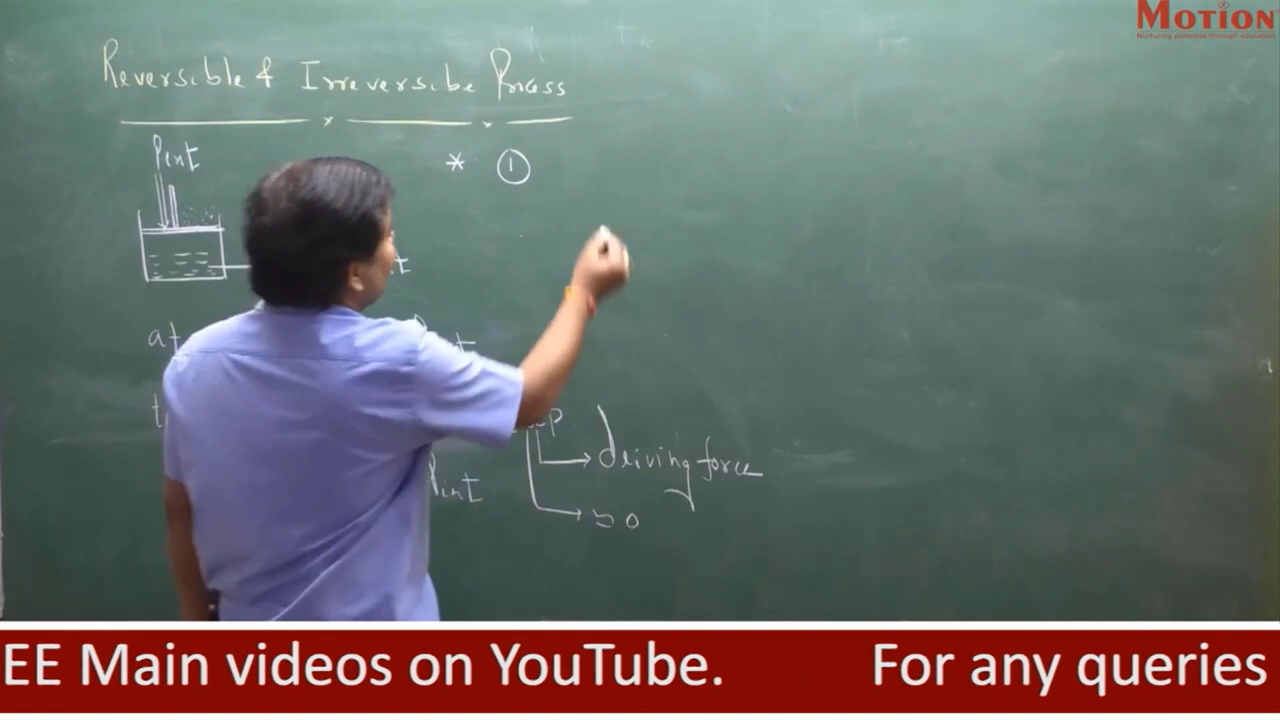 MOTION
Nurturing potential through education
Reversible & Irreversibe Process
Pext
* ①
at
dP
driving force
Pint
≃ 0
EE Main videos on YouTube. For any queries